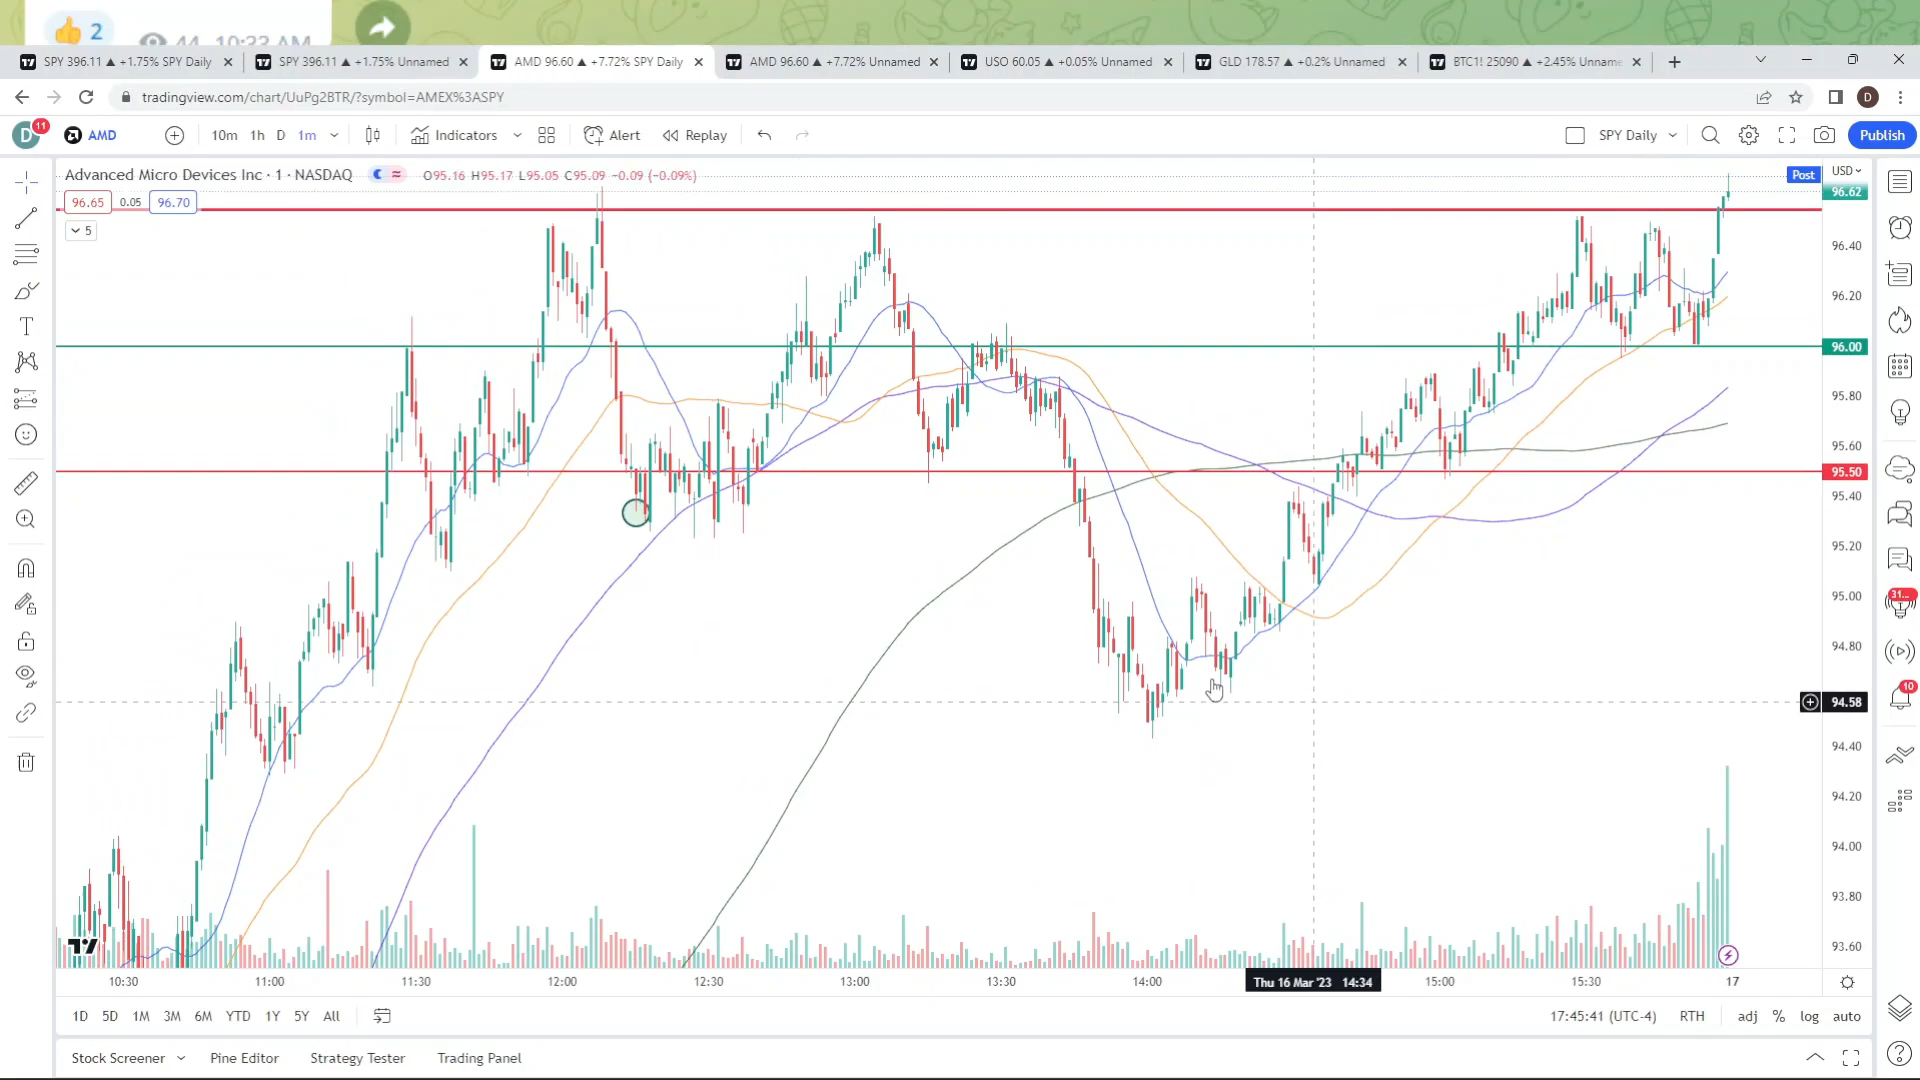 👍 2
44 10:33 AM
SPY 396.11 ▲ +1.75% SPY Daily
SPY 396.11 ▲ +1.75% Unnamed
AMD 96.60 ▲ +7.72% SPY Daily
AMD 96.60 ▲ +7.72% Unnamed
USO 60.05 ▲ +0.05% Unnamed
GLD 178.57 ▲ +0.2% Unnamed
BTC1! 25090 ▲ +2.45% Unname
tradingview.com/chart/UuPg2BTR/?symbol=AMEX%3ASPY
D
D 11
AMD
10m 1h D 1m
Indicators
Alert
Replay
SPY Daily
Publish
Advanced Micro Devices Inc · 1 · NASDAQ
O95.16 H95.17 L95.05 C95.09 −0.09 (−0.09%)
Post
USD
96.65 0.05 96.70
96.62
5
96.40
96.20
96.00
95.80
95.60
95.50
95.40
95.20
95.00
31...
94.80
10
94.58
94.40
94.20
94.00
93.80
93.60
10:30 11:00 11:30 12:00 12:30 13:00 13:30 14:00 Thu 16 Mar '23 14:34 15:00 15:30 17
1D 5D 1M 3M 6M YTD 1Y 5Y All
17:45:41 (UTC-4) RTH adj % log auto
Stock Screener Pine Editor Strategy Tester Trading Panel